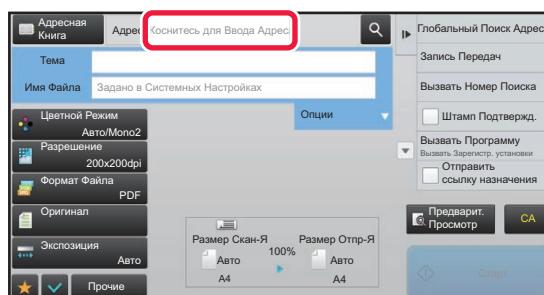 Адресная
Книга
Адрес
Коснитесь для Ввода Адрес
Глобальный Поиск Адрес
Тема
Запись Передач
Имя Файла
Задано в Системных Настройках
Вызвать Номер Поиска
Цветной Режим
Авто/Mono2
Опции
Штамп Подтвержд.
Разрешение
200x200dpi
Вызвать Программу
Вызвать Зарегистр. установки
Формат Файла
PDF
Отправить
ссылку назначения
Оригинал
Предварит.
Просмотр
CA
Экспозиция
Авто
Размер Скан-Я
100%
Размер Отпр-Я
Авто
A4
Авто
A4
Прочие
Старт